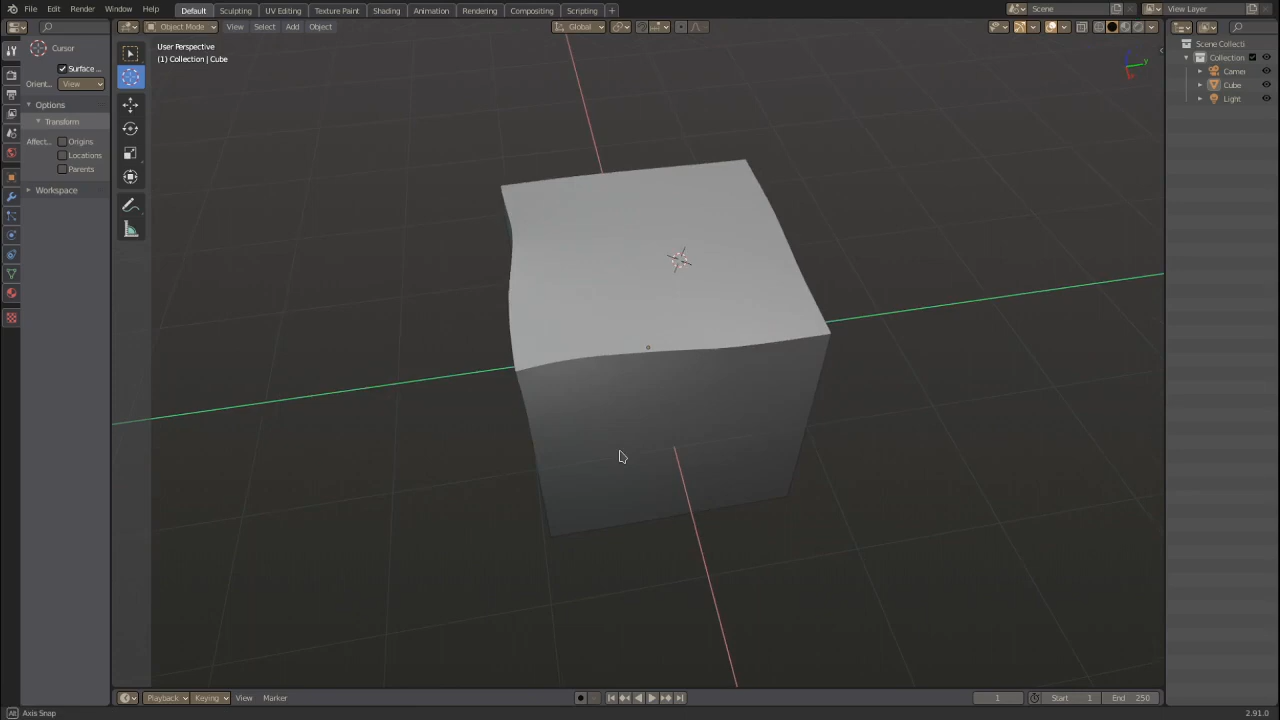 File Edit Render Window Help Default Sculpting UV Editing Texture Paint Shading Animation Rendering Compositing Scripting + Scene View Layer
Object Mode View Select Add Object Global
Cursor
Surface ...
Orient... View
Options
Transform
Affect... Origins
Locations
Parents
Workspace
User Perspective
(1) Collection | Cube
Y
Scene Collecti
Collection
Camer
Cube
Light
Playback Keying View Marker 1 Start 1 End 250
Alt Axis Snap 2.91.0